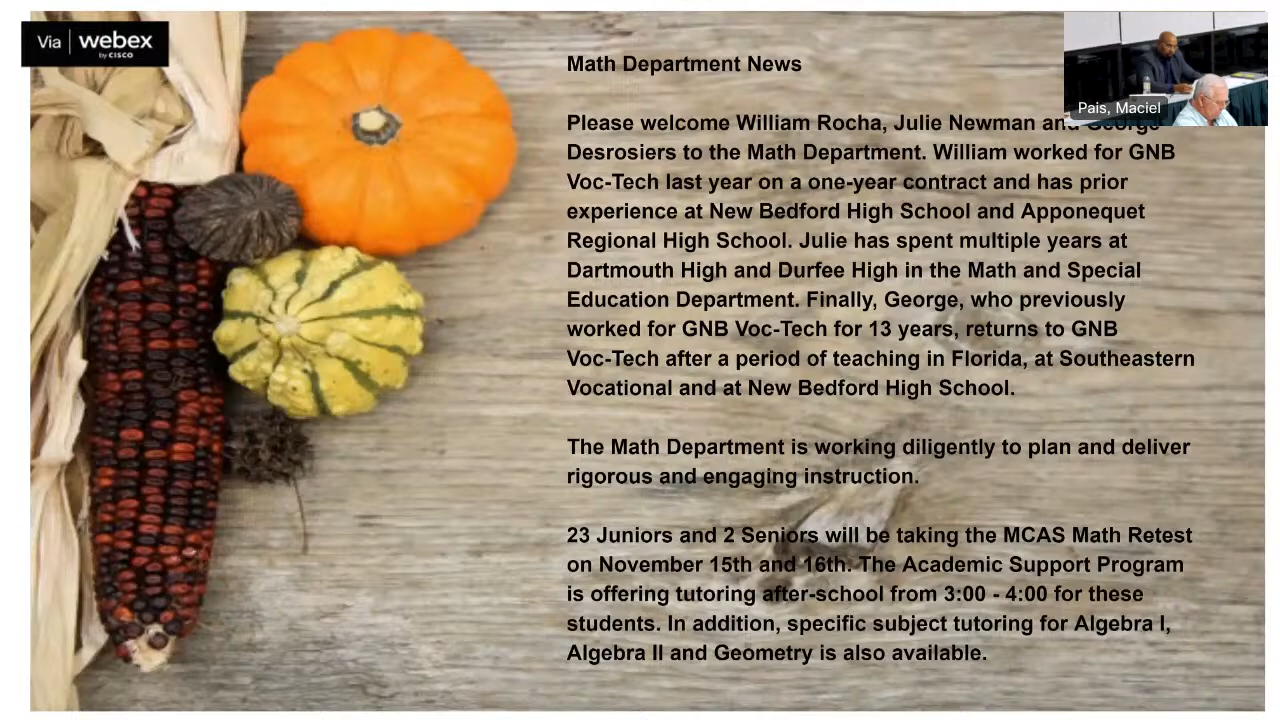 Via webex
by CISCO
Math Department News
Pais, Maciel
Please welcome William Rocha, Julie Newman and George
Desrosiers to the Math Department. William worked for GNB
Voc-Tech last year on a one-year contract and has prior
experience at New Bedford High School and Apponequet
Regional High School. Julie has spent multiple years at
Dartmouth High and Durfee High in the Math and Special
Education Department. Finally, George, who previously
worked for GNB Voc-Tech for 13 years, returns to GNB
Voc-Tech after a period of teaching in Florida, at Southeastern
Vocational and at New Bedford High School.
The Math Department is working diligently to plan and deliver
rigorous and engaging instruction.
23 Juniors and 2 Seniors will be taking the MCAS Math Retest
on November 15th and 16th. The Academic Support Program
is offering tutoring after-school from 3:00 - 4:00 for these
students. In addition, specific subject tutoring for Algebra I,
Algebra II and Geometry is also available.